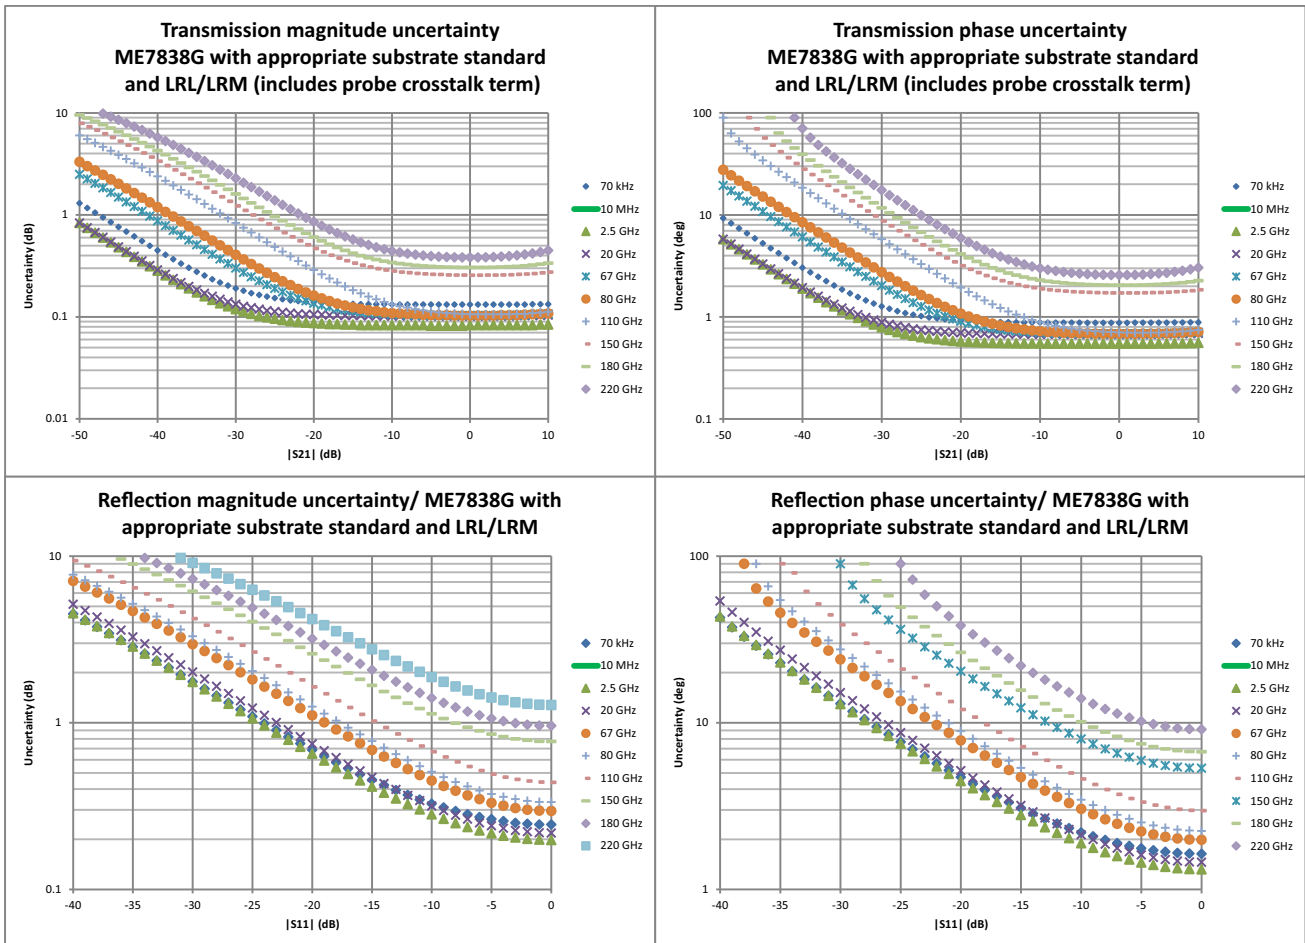 Transmission magnitude uncertainty
ME7838G with appropriate substrate standard
and LRL/LRM (includes probe crosstalk term)
10
1
0.1
0.01
Uncertainty (dB)
-50
-40
-30
-20
-10
0
10
|S21| (dB)
70 kHz
10 MHz
2.5 GHz
20 GHz
67 GHz
80 GHz
110 GHz
150 GHz
180 GHz
220 GHz
Transmission phase uncertainty
ME7838G with appropriate substrate standard
and LRL/LRM (includes probe crosstalk term)
100
10
1
0.1
Uncertainty (deg)
-50
-40
-30
-20
-10
0
10
|S21| (dB)
70 kHz
10 MHz
2.5 GHz
20 GHz
67 GHz
80 GHz
110 GHz
150 GHz
180 GHz
220 GHz
Reflection magnitude uncertainty/ ME7838G with
appropriate substrate standard and LRL/LRM
10
1
0.1
Uncertainty (dB)
-40
-35
-30
-25
-20
-15
-10
-5
0
|S11| (dB)
70 kHz
10 MHz
2.5 GHz
20 GHz
67 GHz
80 GHz
110 GHz
150 GHz
180 GHz
220 GHz
Reflection phase uncertainty/ ME7838G with
appropriate substrate standard and LRL/LRM
100
10
1
Uncertainty (deg)
-40
-35
-30
-25
-20
-15
-10
-5
0
|S11| (dB)
70 kHz
10 MHz
2.5 GHz
20 GHz
67 GHz
80 GHz
110 GHz
150 GHz
180 GHz
220 GHz